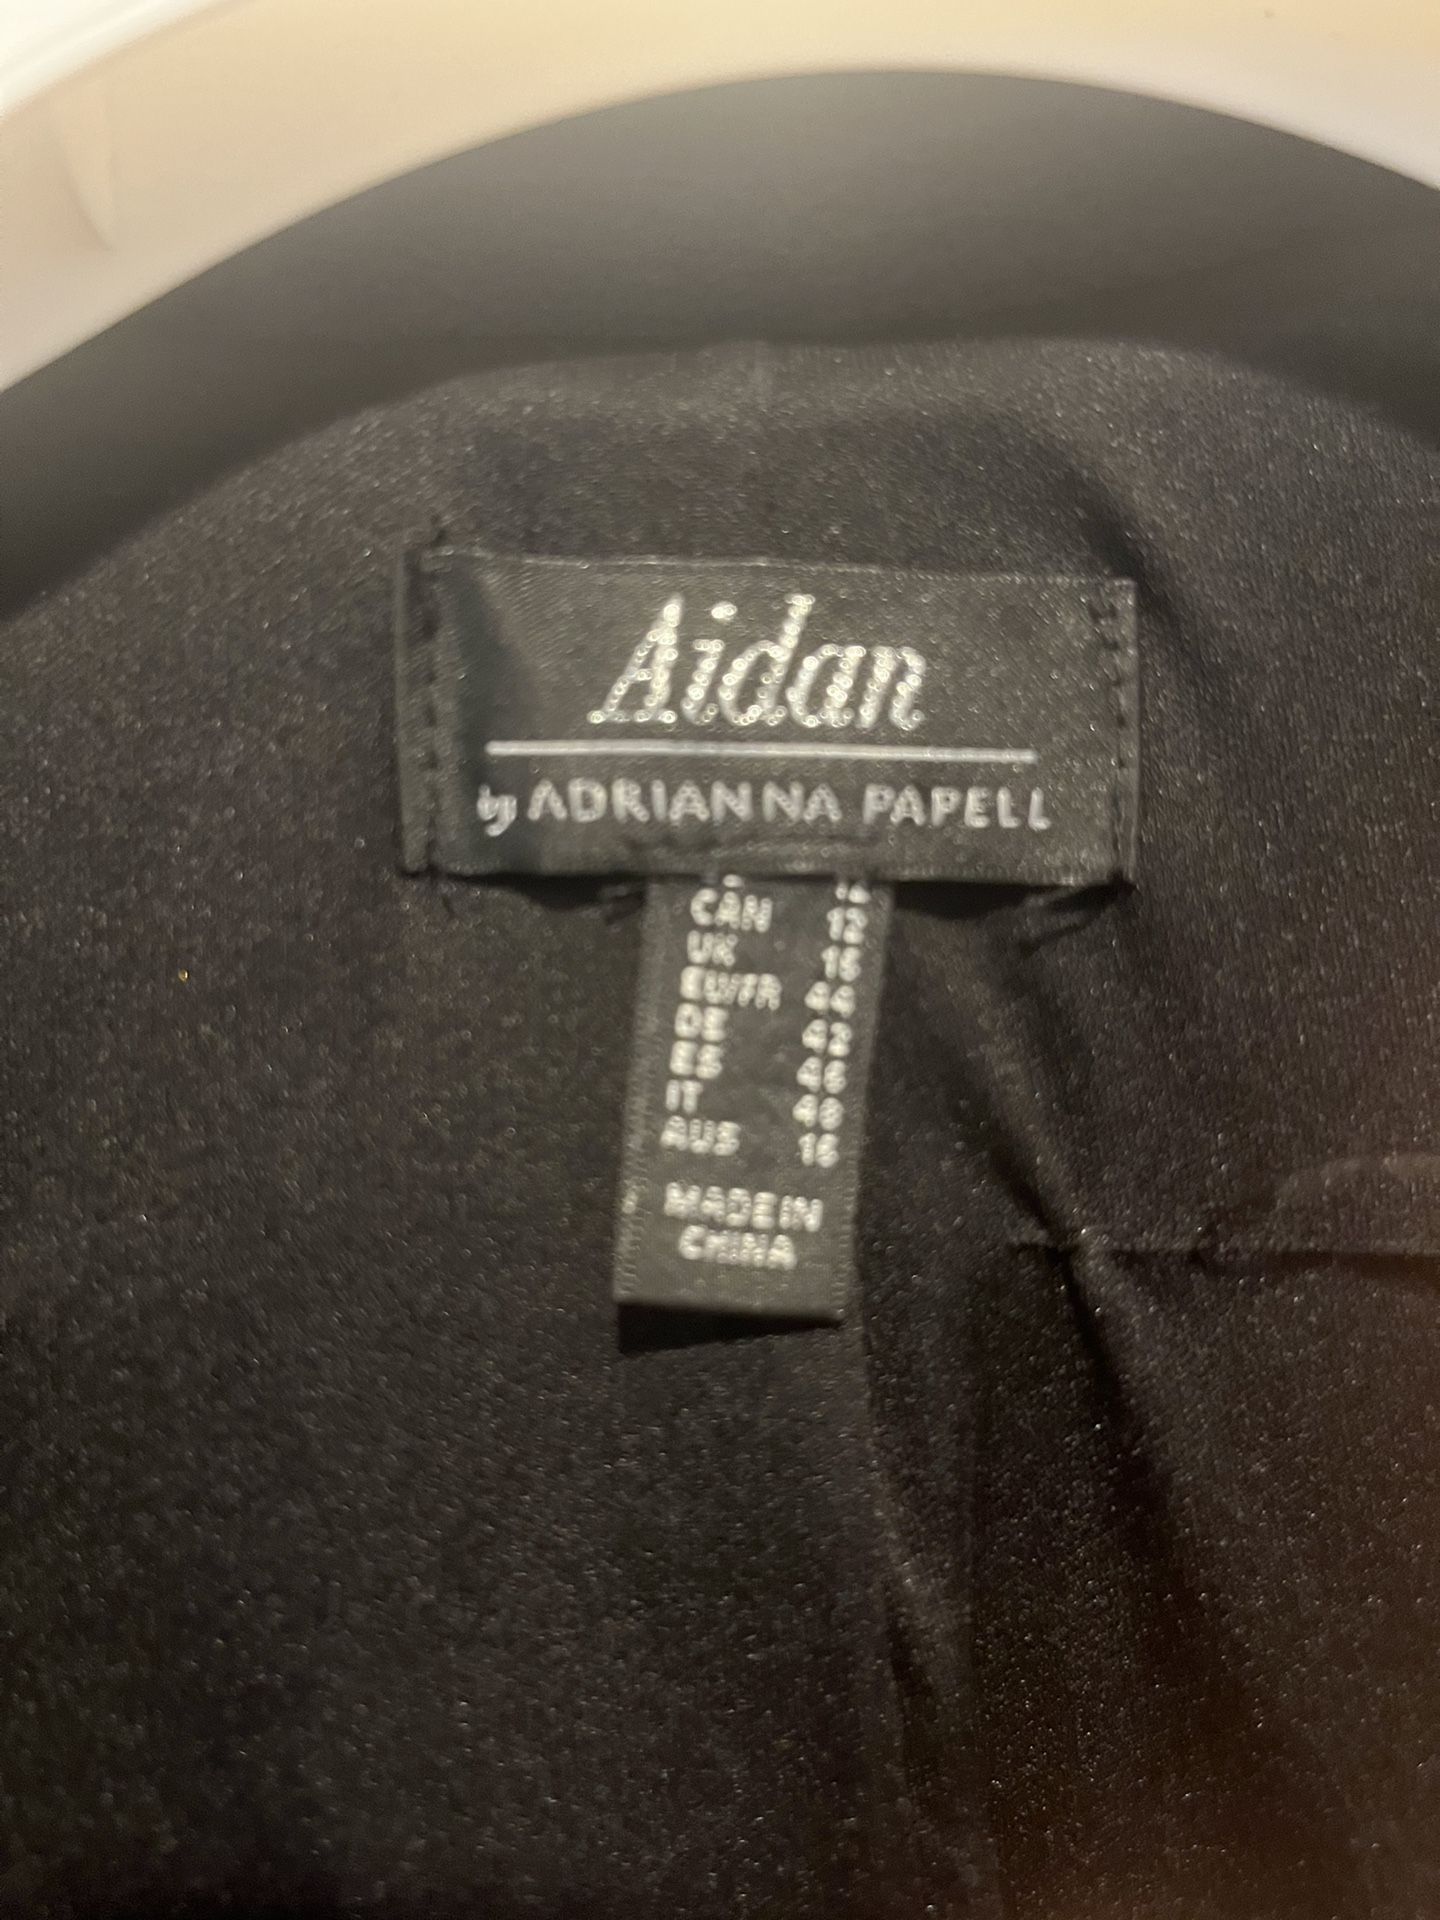 Aidan
by ADRIANNA PAPELL
12
CAN 12
UK 16
EU/FR 44
DE 42
ES 46
IT 48
AUS 16
MADE IN
CHINA